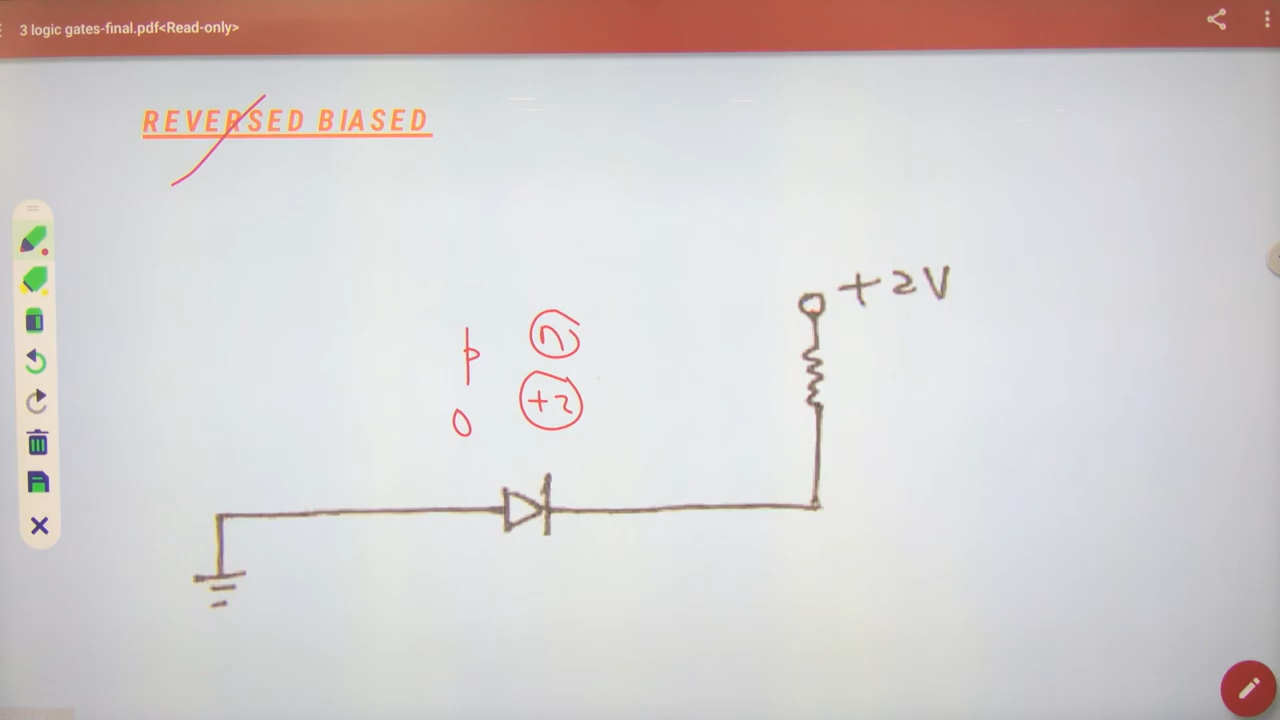 3 logic gates-final.pdf<Read-only>
REVERSED BIASED
+2V
p n
0 +2